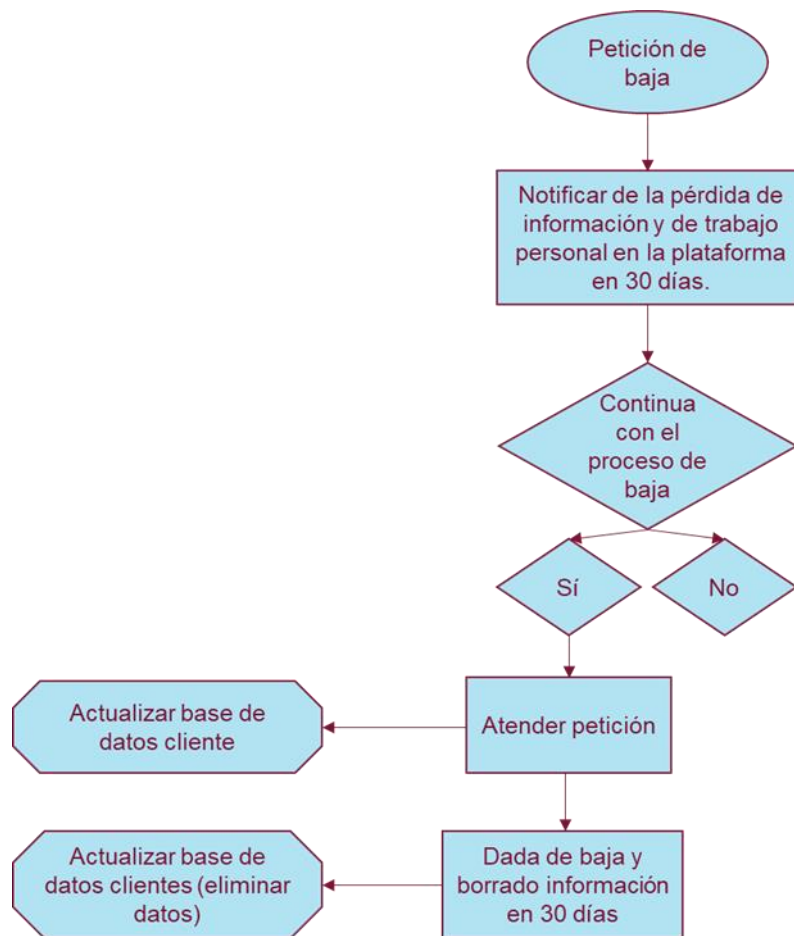 Petición de
baja
Notificar de la pérdida de
información y de trabajo
personal en la plataforma
en 30 días.
Continua
con el
proceso de
baja
Sí
No
Actualizar base de
datos cliente
Atender petición
Actualizar base de
datos clientes (eliminar
datos)
Dada de baja y
borrado información
en 30 días